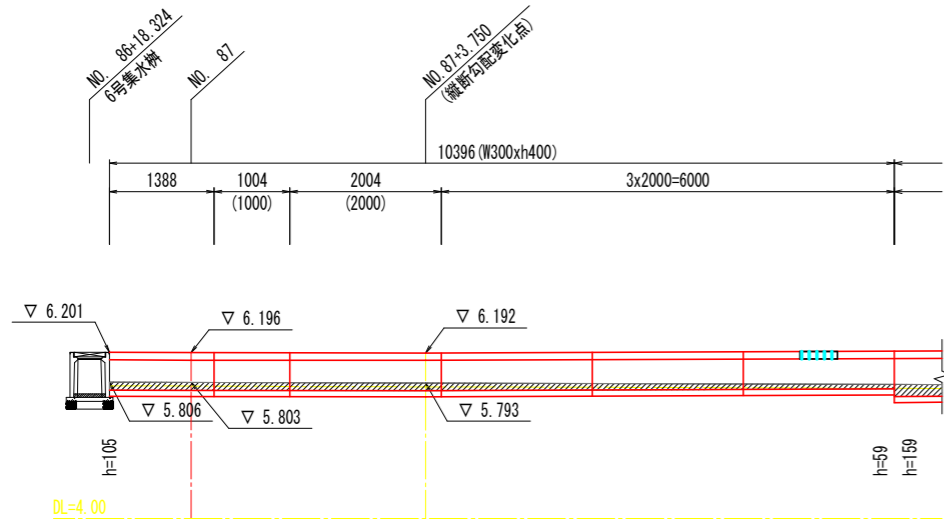 NO. 86+18.324
6号集水桝
NO. 87
NO.87+3.750
(縦断勾配変化点)
10396(W300xh400)
1388
1004
(1000)
2004
(2000)
3x2000=6000
▽ 6.201
▽ 6.196
▽ 6.192
▽ 5.806
▽ 5.803
▽ 5.793
h=105
h=59
h=159
DL=4.00